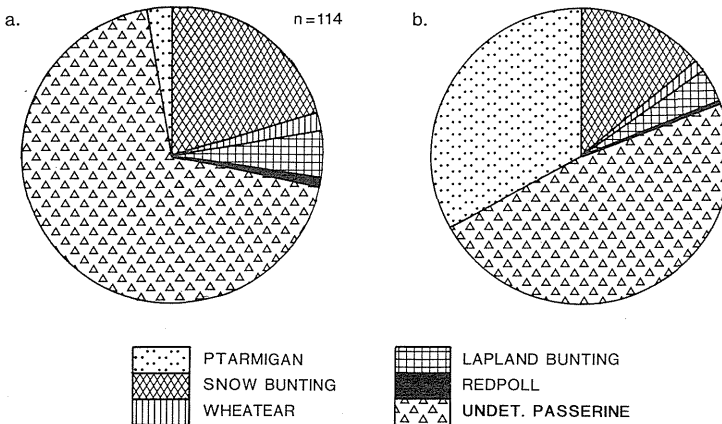 a.
n=114
b.
PTARMIGAN
SNOW BUNTING
WHEATEAR
LAPLAND BUNTING
REDPOLL
UNDET. PASSERINE